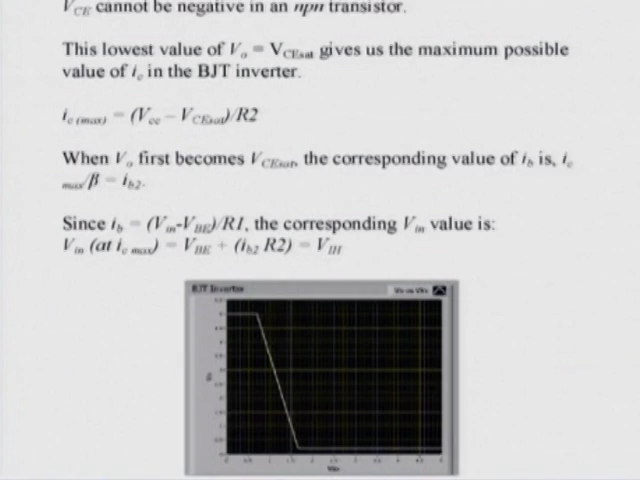 V_CE cannot be negative in an npn transistor.
This lowest value of V_o = V_CEsat gives us the maximum possible
value of i_c in the BJT inverter.
i_c (max) = (V_cc – V_CEsat)/R2
When V_o first becomes V_CEsat, the corresponding value of i_b is, i_c
max/β = i_b2.
Since i_b = (V_in-V_BE)/R1, the corresponding V_in value is:
V_in (at i_c max) = V_BE + (i_b2 R2) = V_IH
BJT Inverter